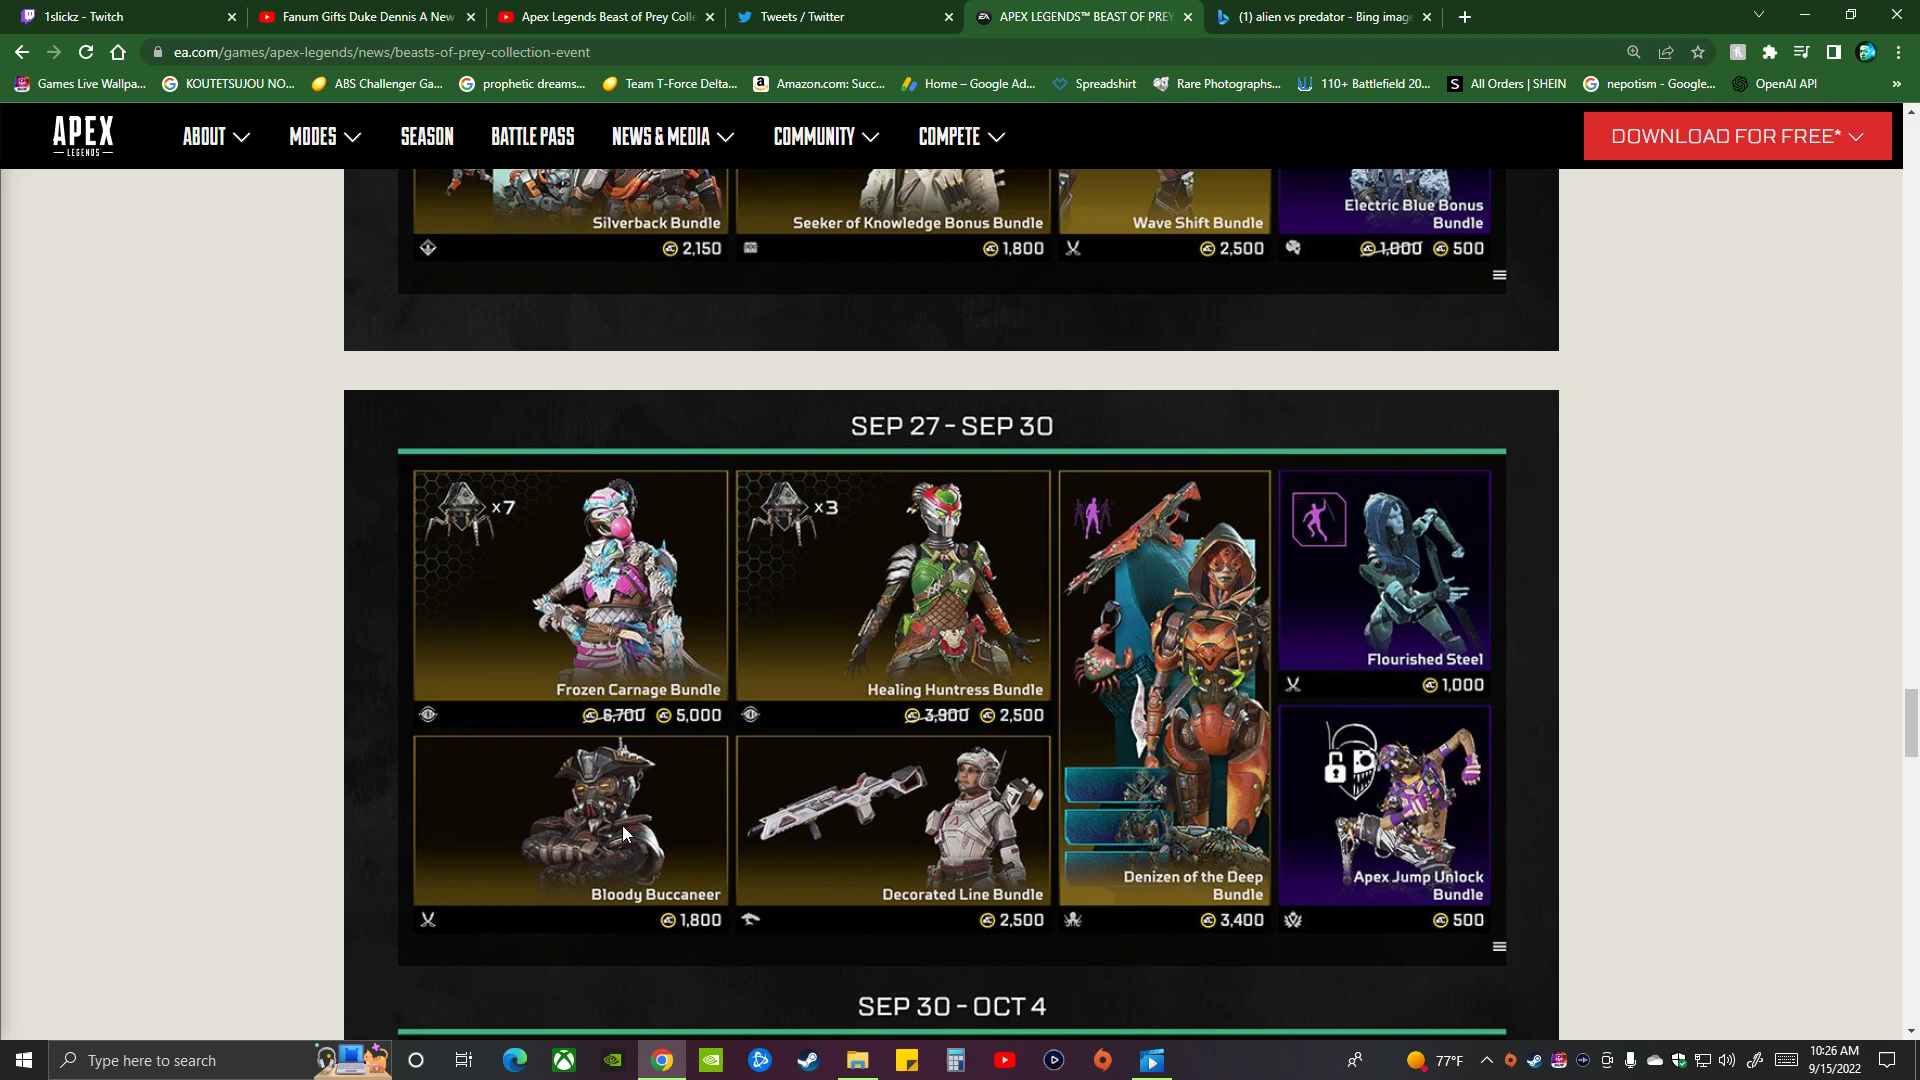 1slickz - Twitch
Fanum Gifts Duke Dennis A New
Apex Legends Beast of Prey Colle
Tweets / Twitter
APEX LEGENDS™ BEAST OF PREY
(1) alien vs predator - Bing image
ea.com/games/apex-legends/news/beasts-of-prey-collection-event
Games Live Wallpa...
KOUTETSUJOU NO...
ABS Challenger Ga...
prophetic dreams...
Team T-Force Delta...
Amazon.com: Succ...
Home – Google Ad...
Spreadshirt
Rare Photographs...
110+ Battlefield 20...
All Orders | SHEIN
nepotism - Google...
OpenAI API
»
APEX
LEGENDS
ABOUT
MODES
SEASON
BATTLE PASS
NEWS & MEDIA
COMMUNITY
COMPETE
DOWNLOAD FOR FREE*
Silverback Bundle
2,150
Seeker of Knowledge Bonus Bundle
1,800
Wave Shift Bundle
2,500
Electric Blue Bonus
Bundle
1,000 500
SEP 27 - SEP 30
x7
Frozen Carnage Bundle
6,700 5,000
x3
Healing Huntress Bundle
3,900 2,500
Denizen of the Deep
Bundle
3,400
Flourished Steel
1,000
Bloody Buccaneer
1,800
Decorated Line Bundle
2,500
Apex Jump Unlock
Bundle
500
SEP 30 - OCT 4
Type here to search
77°F
10:26 AM
9/15/2022